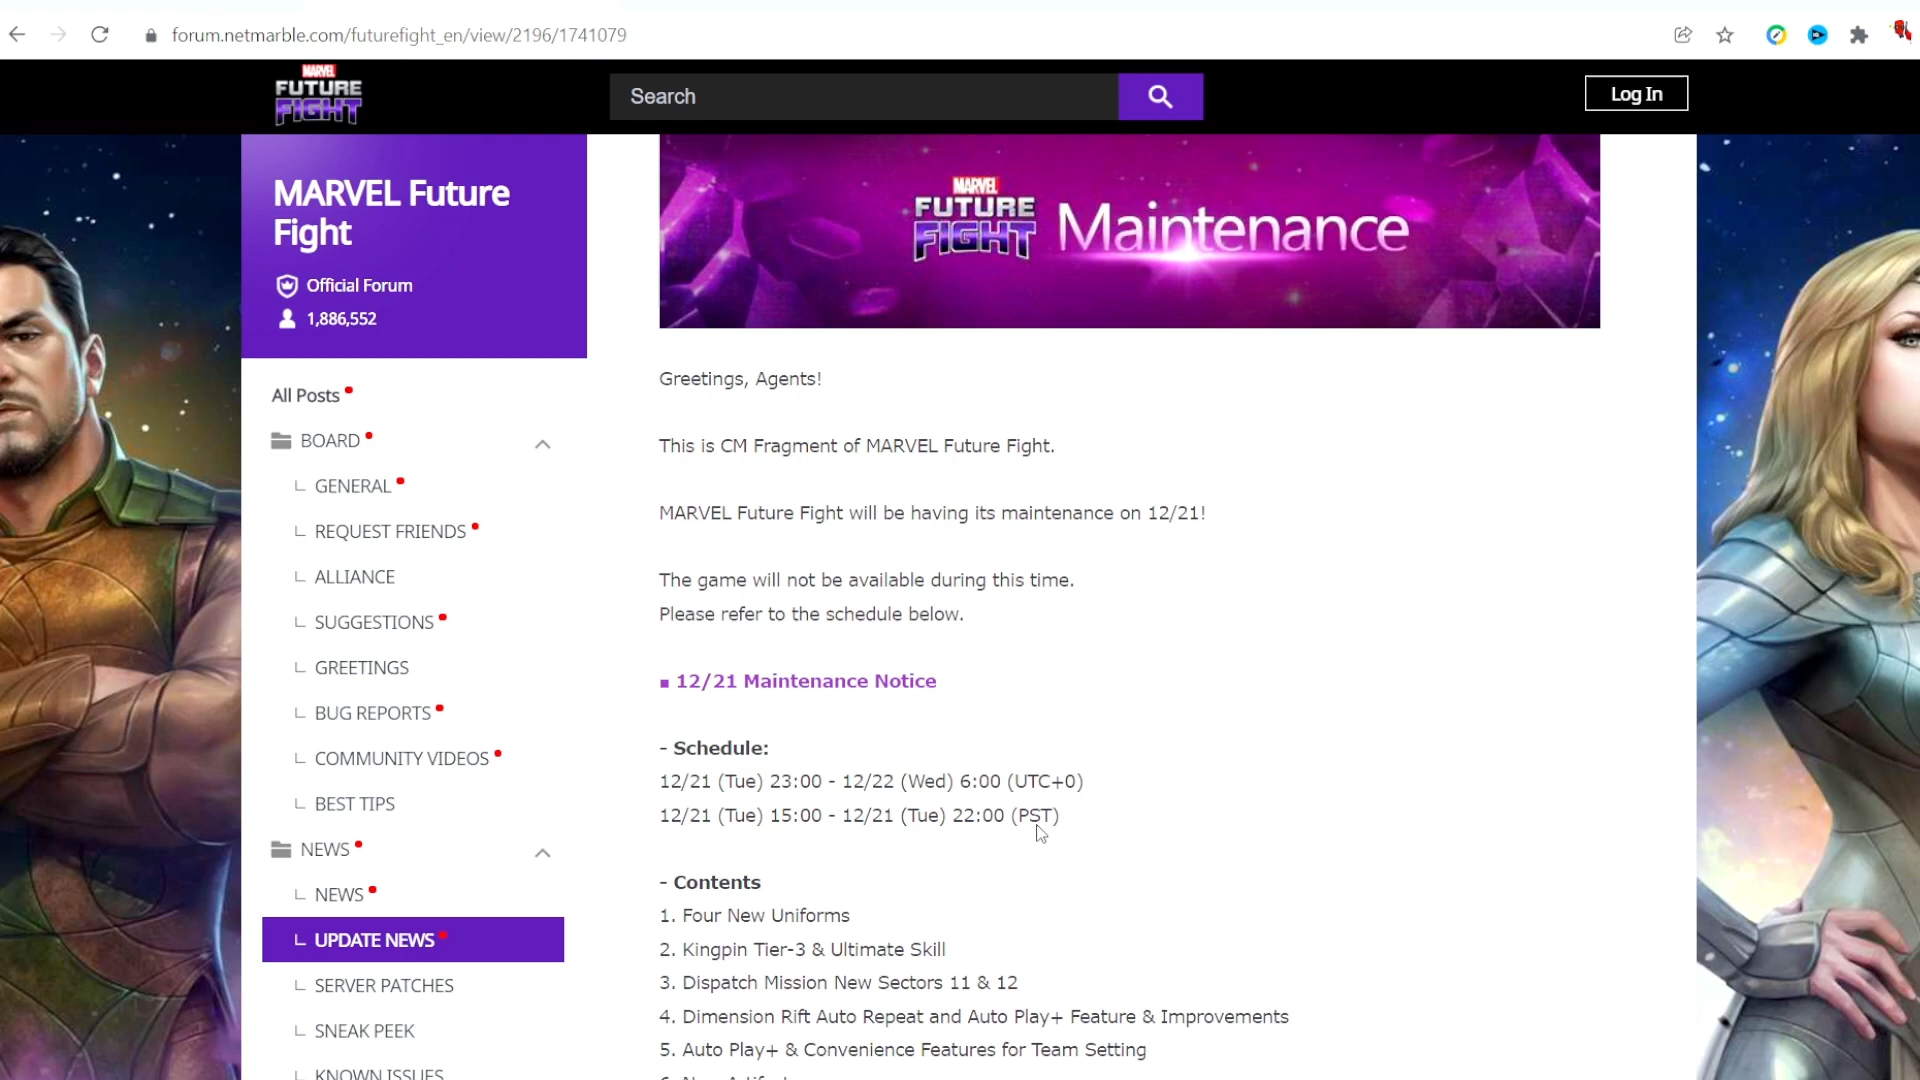 forum.netmarble.com/futurefight_en/view/2196/1741079
MARVEL
FUTURE
FIGHT
Search
Log In
MARVEL Future
Fight
Official Forum
1,886,552
All Posts
BOARD
GENERAL
REQUEST FRIENDS
ALLIANCE
SUGGESTIONS
GREETINGS
BUG REPORTS
COMMUNITY VIDEOS
BEST TIPS
NEWS
NEWS
UPDATE NEWS
SERVER PATCHES
SNEAK PEEK
KNOWN ISSUES
MARVEL
FUTURE
FIGHT
Maintenance
Greetings, Agents!
This is CM Fragment of MARVEL Future Fight.
MARVEL Future Fight will be having its maintenance on 12/21!
The game will not be available during this time.
Please refer to the schedule below.
■ 12/21 Maintenance Notice
- Schedule:
12/21 (Tue) 23:00 - 12/22 (Wed) 6:00 (UTC+0)
12/21 (Tue) 15:00 - 12/21 (Tue) 22:00 (PST)
- Contents
1. Four New Uniforms
2. Kingpin Tier-3 & Ultimate Skill
3. Dispatch Mission New Sectors 11 & 12
4. Dimension Rift Auto Repeat and Auto Play+ Feature & Improvements
5. Auto Play+ & Convenience Features for Team Setting